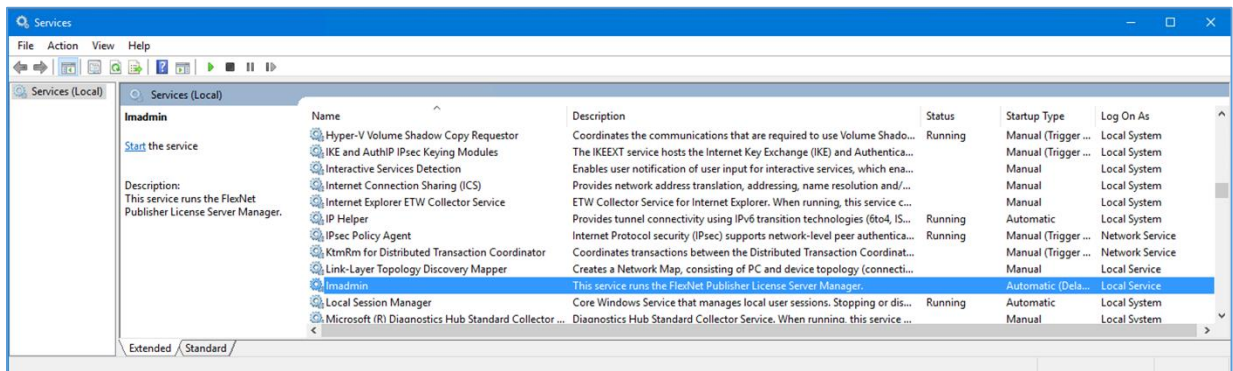 Services
File Action View Help
Services (Local)
Services (Local)
lmadmin
Start the service
Description:
This service runs the FlexNet
Publisher License Server Manager.
Name Description Status Startup Type Log On As
Hyper-V Volume Shadow Copy Requestor Coordinates the communications that are required to use Volume Shado... Running Manual (Trigger ... Local System
IKE and AuthIP IPsec Keying Modules The IKEEXT service hosts the Internet Key Exchange (IKE) and Authentica... Manual (Trigger ... Local System
Interactive Services Detection Enables user notification of user input for interactive services, which ena... Manual Local System
Internet Connection Sharing (ICS) Provides network address translation, addressing, name resolution and/... Manual Local System
Internet Explorer ETW Collector Service ETW Collector Service for Internet Explorer. When running, this service c... Manual Local System
IP Helper Provides tunnel connectivity using IPv6 transition technologies (6to4, IS... Running Automatic Local System
IPsec Policy Agent Internet Protocol security (IPsec) supports network-level peer authentica... Running Manual (Trigger ... Network Service
KtmRm for Distributed Transaction Coordinator Coordinates transactions between the Distributed Transaction Coordinat... Manual (Trigger ... Network Service
Link-Layer Topology Discovery Mapper Creates a Network Map, consisting of PC and device topology (connecti... Manual Local Service
lmadmin This service runs the FlexNet Publisher License Server Manager. Automatic (Dela... Local Service
Local Session Manager Core Windows Service that manages local user sessions. Stopping or dis... Running Automatic Local System
Microsoft (R) Diagnostics Hub Standard Collector ... Diagnostics Hub Standard Collector Service. When running, this service ... Manual Local System
Extended Standard